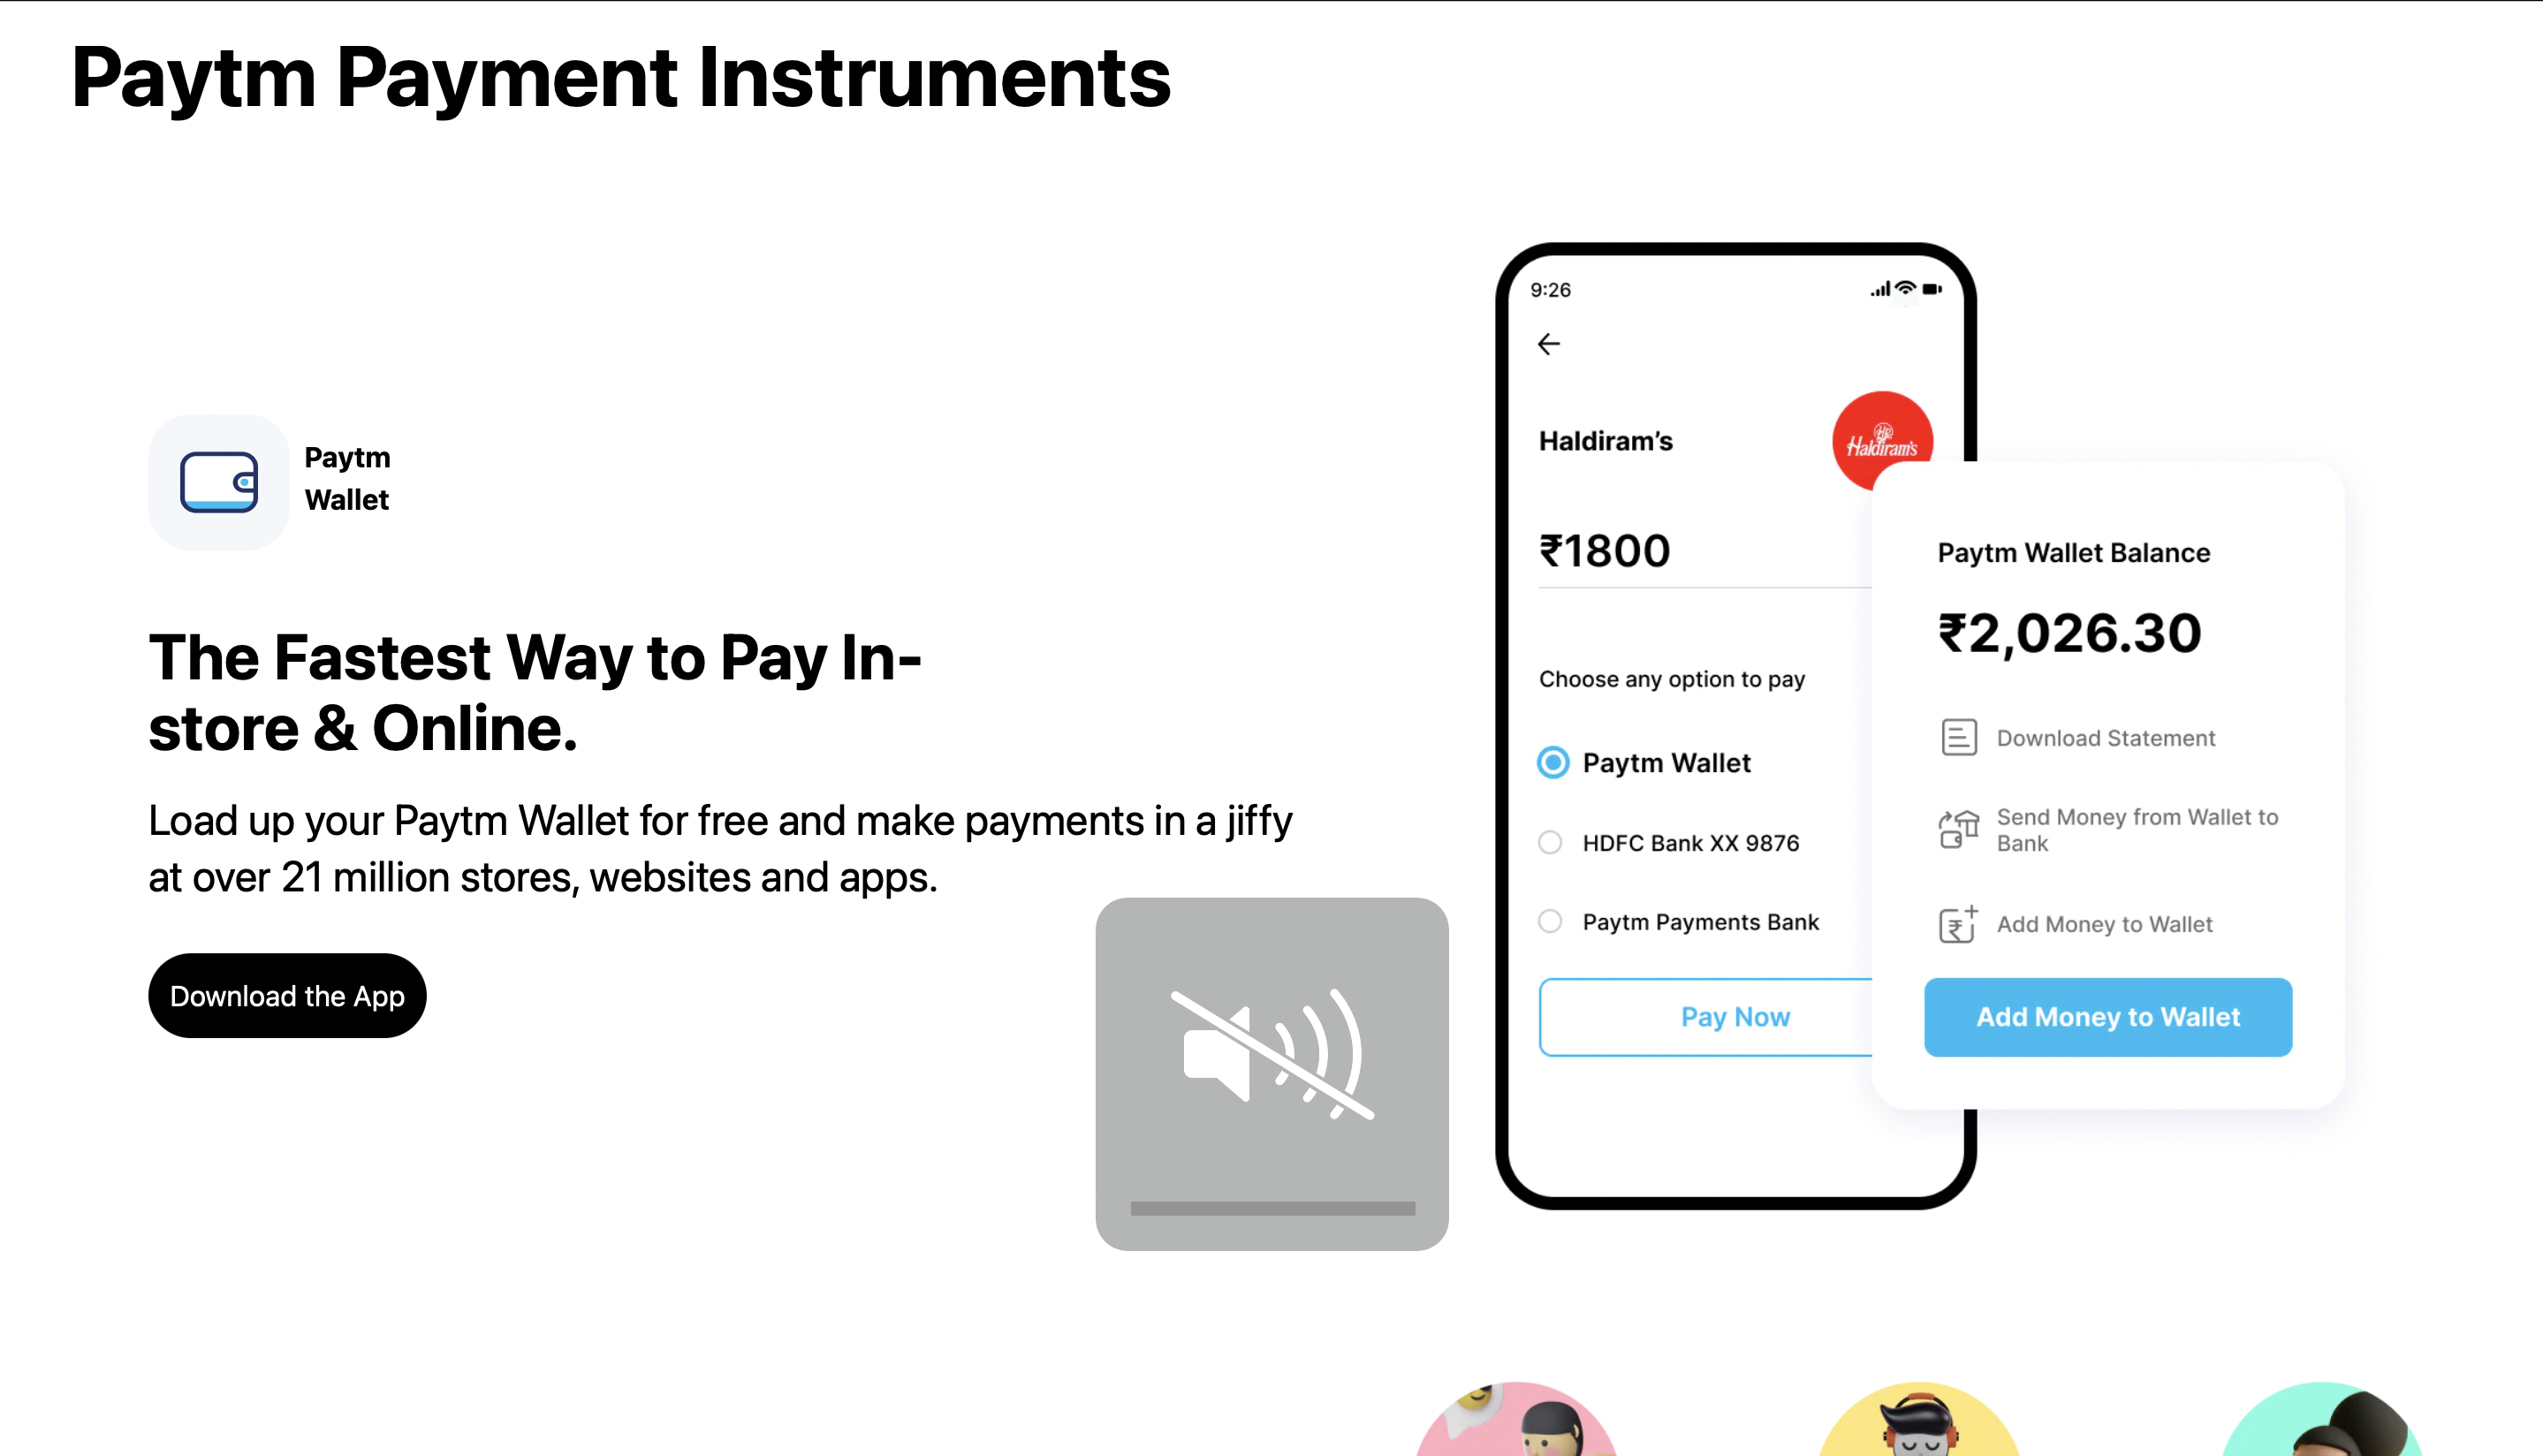 Paytm Payment Instruments
Paytm
Wallet
The Fastest Way to Pay In-
store & Online.
Load up your Paytm Wallet for free and make payments in a jiffy
at over 21 million stores, websites and apps.
Download the App
9:26
Haldiram’s
Haldiram's
₹1800
Choose any option to pay
Paytm Wallet
HDFC Bank XX 9876
Paytm Payments Bank
Pay Now
Paytm Wallet Balance
₹2,026.30
Download Statement
Send Money from Wallet to
Bank
Add Money to Wallet
Add Money to Wallet